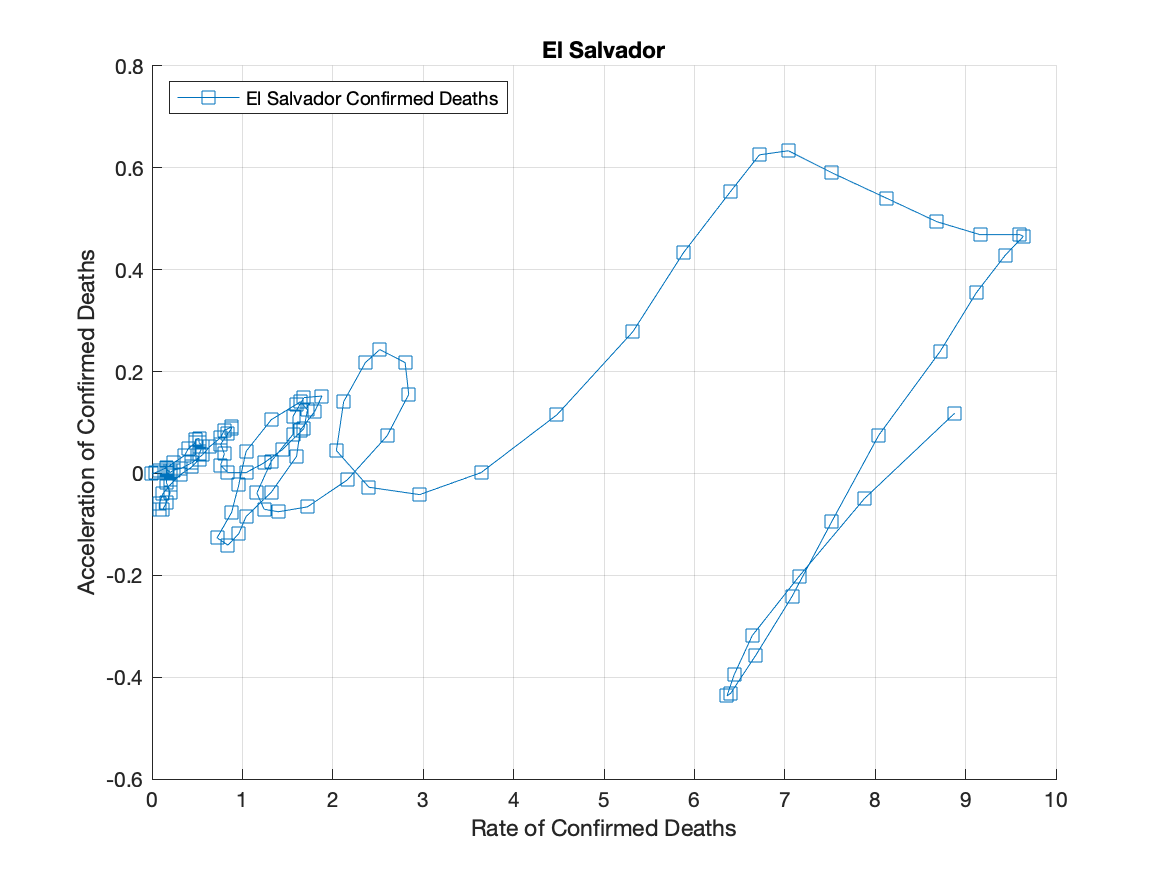 El Salvador
El Salvador Confirmed Deaths
0.8
0.6
0.4
0.2
0
-0.2
-0.4
-0.6
Acceleration of Confirmed Deaths
0 1 2 3 4 5 6 7 8 9 10
Rate of Confirmed Deaths